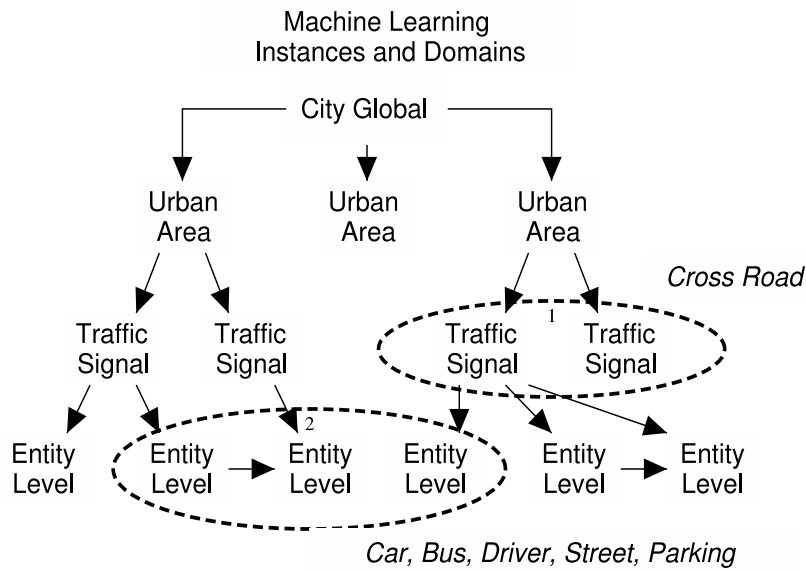 Machine Learning
Instances and Domains
City Global
Urban Area
Urban Area
Urban Area
Cross Road
1
Traffic Signal
Traffic Signal
Traffic Signal
Traffic Signal
2
Entity Level
Entity Level
Entity Level
Entity Level
Entity Level
Entity Level
Car, Bus, Driver, Street, Parking